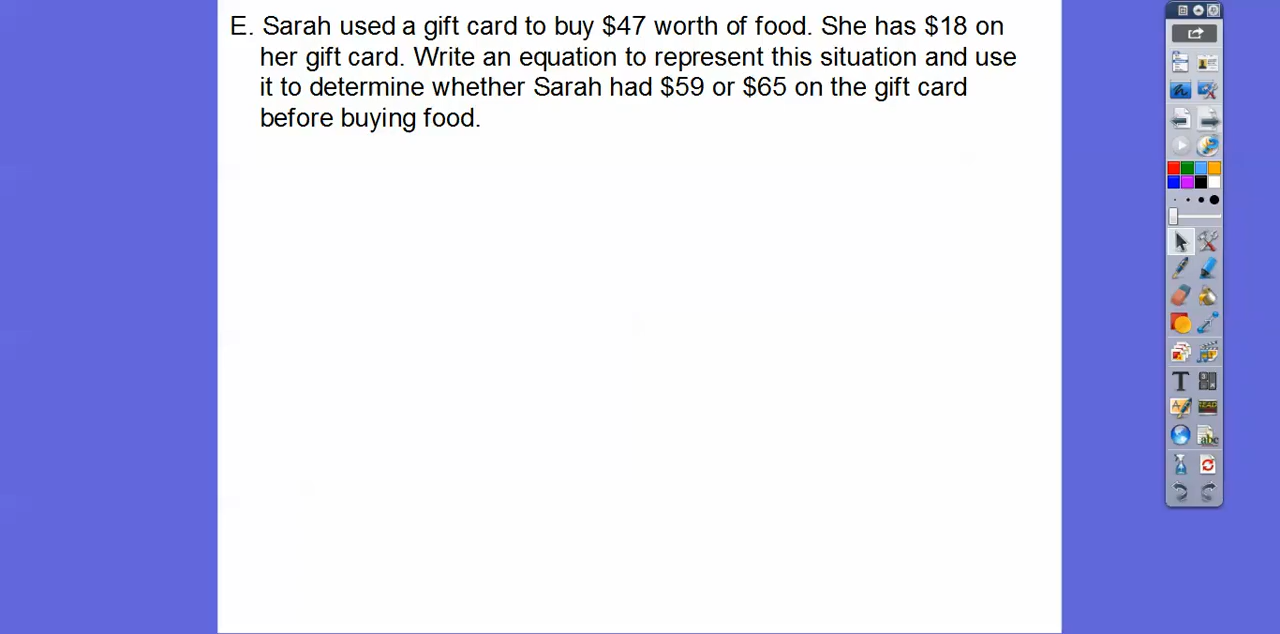 E. Sarah used a gift card to buy $47 worth of food. She has $18 on
her gift card. Write an equation to represent this situation and use
it to determine whether Sarah had $59 or $65 on the gift card
before buying food.